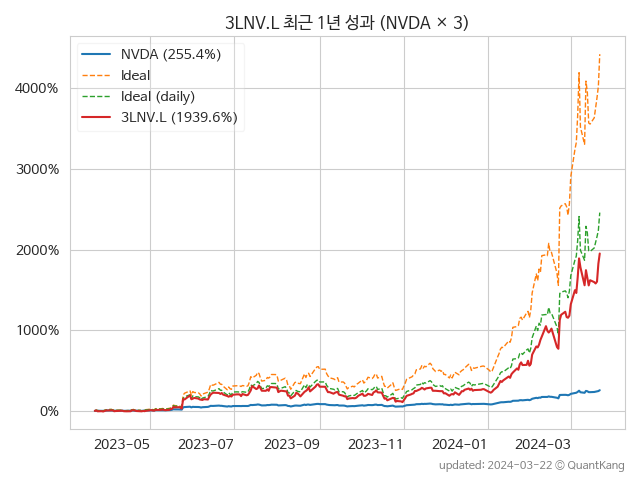 3LNV.L 최근 1년 성과 (NVDA × 3)
NVDA (255.4%)
Ideal
Ideal (daily)
3LNV.L (1939.6%)
4000%
3000%
2000%
1000%
0%
2023-05 2023-07 2023-09 2023-11 2024-01 2024-03
updated: 2024-03-22 © QuantKang